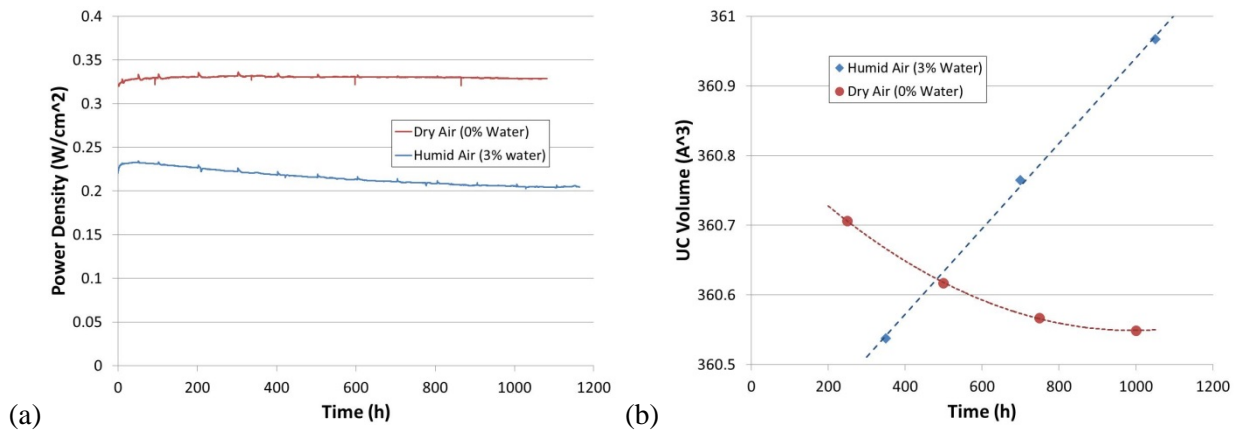 0.4
0.35
0.3
0.25
0.2
0.15
0.1
0.05
0
Power Density (W/cm^2)
Dry Air (0% Water)
Humid Air (3% water)
0 200 400 600 800 1000 1200
Time (h)
(a)
361
360.9
360.8
360.7
360.6
360.5
UC Volume (A^3)
Humid Air (3% Water)
Dry Air (0% Water)
0 200 400 600 800 1000 1200
Time (h)
(b)